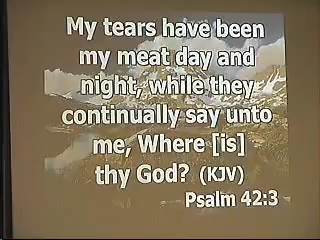 My tears have been
my meat day and
night, while they
continually say unto
me, Where [is]
thy God? (KJV)
Psalm 42:3